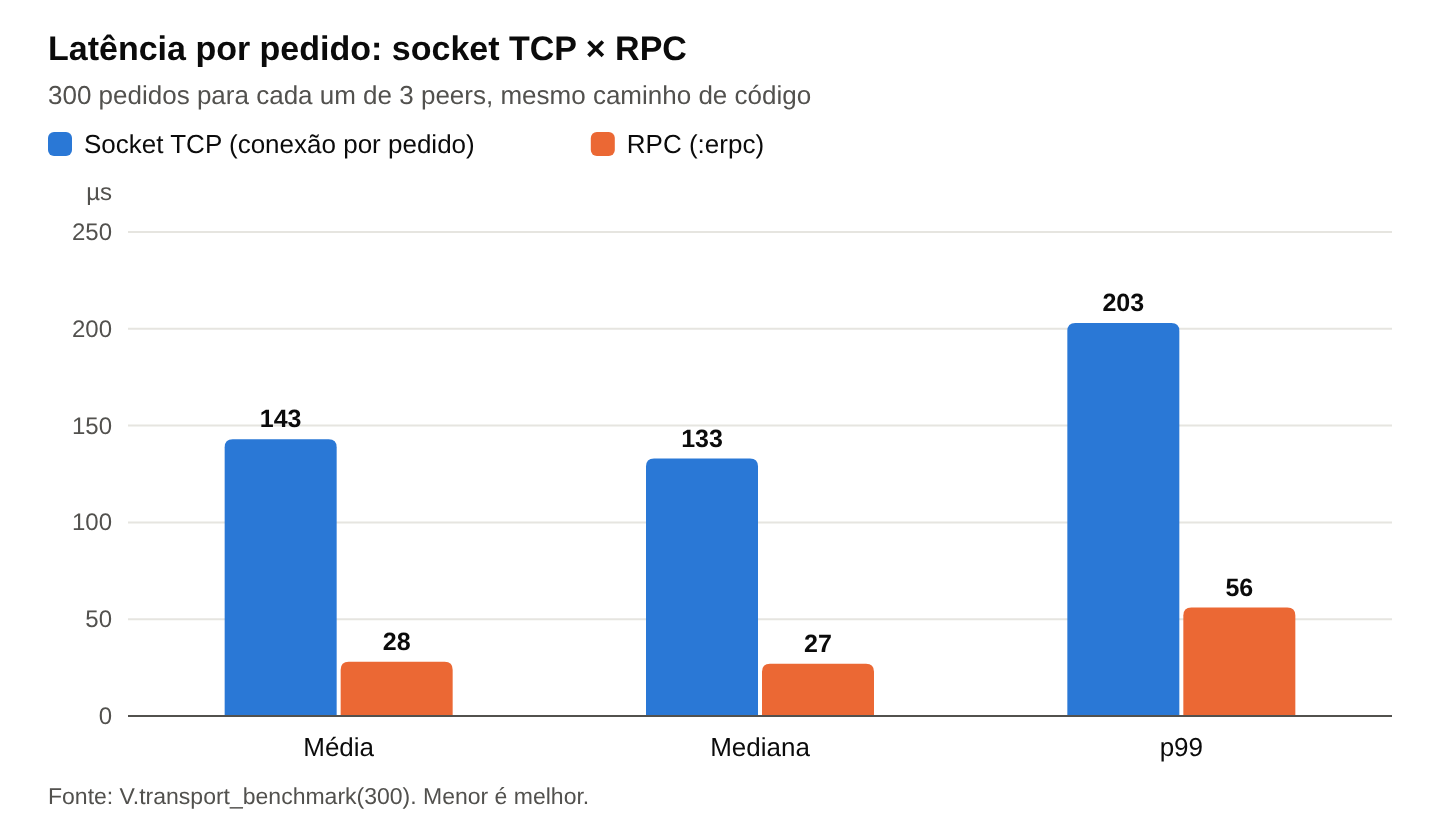 Latência por pedido: socket TCP × RPC
300 pedidos para cada um de 3 peers, mesmo caminho de código
Socket TCP (conexão por pedido) RPC (:erpc)
µs
250
200
150
100
50
0
143
28
133
27
203
56
Média Mediana p99
Fonte: V.transport_benchmark(300). Menor é melhor.